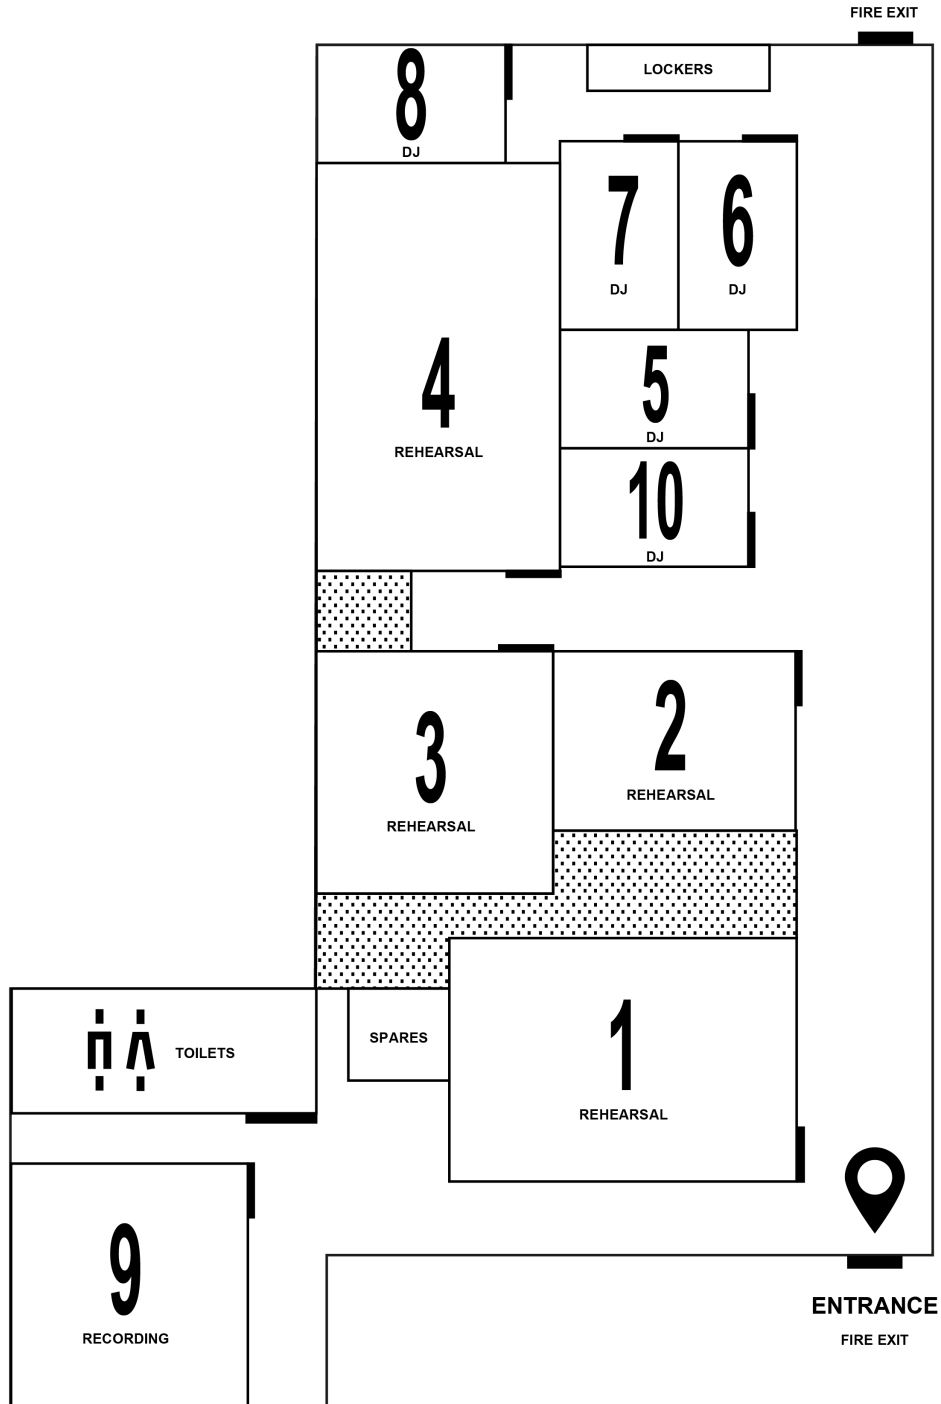 FIRE EXIT
8
DJ
LOCKERS
7
DJ
6
DJ
4
REHEARSAL
5
DJ
10
DJ
3
REHEARSAL
2
REHEARSAL
TOILETS
SPARES
1
REHEARSAL
9
RECORDING
ENTRANCE
FIRE EXIT